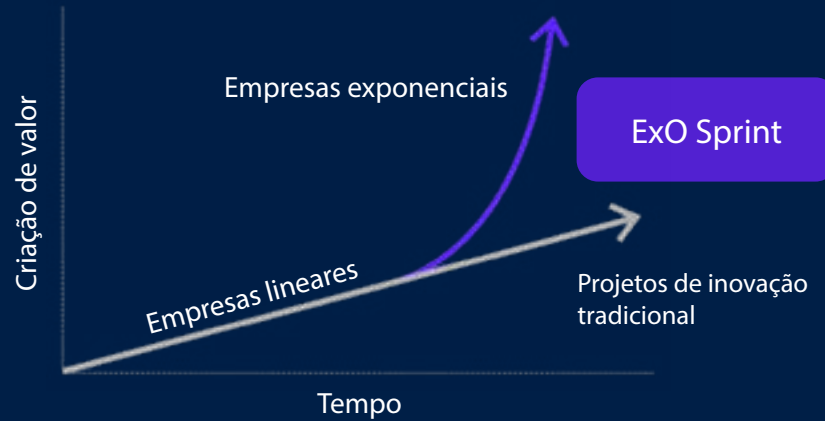 Empresas exponenciais
ExO Sprint
Criação de valor
Empresas lineares
Projetos de inovação
tradicional
Tempo